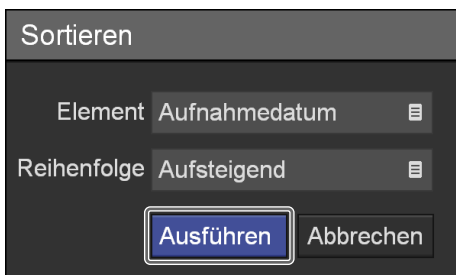 Sortieren
Element Aufnahmedatum
Reihenfolge Aufsteigend
Ausführen Abbrechen